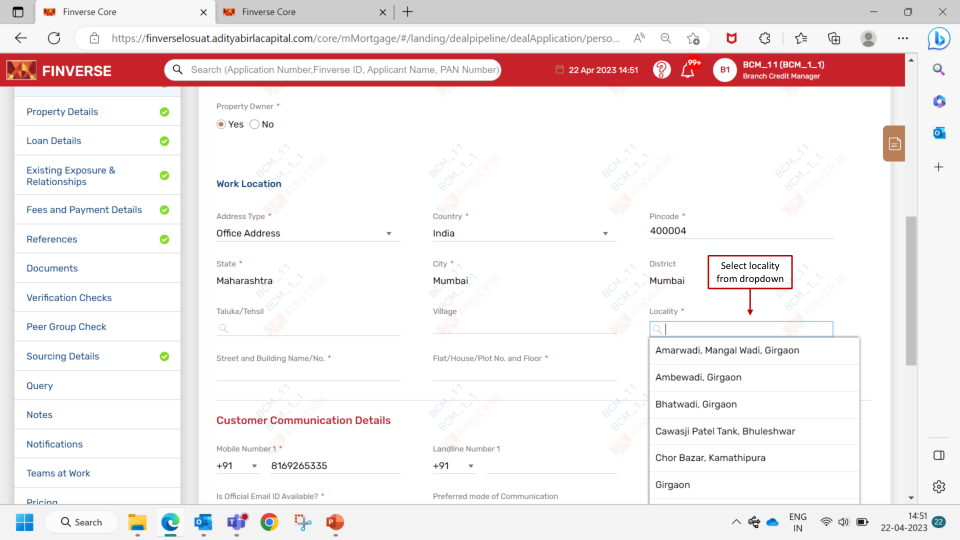 Finverse Core
Finverse Core
https://finverselosuat.adityabirlacapital.com/core/mMortgage/#/landing/dealpipeline/dealApplication/perso...
FINVERSE
Search (Application Number,Finverse ID, Applicant Name, PAN Number)
22 Apr 2023 14:51
99+
B1
BCM_1 1 (BCM_1_1)
Branch Credit Manager
Property Details
Loan Details
Existing Exposure &
Relationships
Fees and Payment Details
References
Documents
Verification Checks
Peer Group Check
Sourcing Details
Query
Notes
Notifications
Teams at Work
Pricing
Property Owner *
Yes No
Work Location
Address Type * Country * Pincode *
Office Address India 400004
State * City * District
Maharashtra Mumbai Mumbai
Select locality
from dropdown
Taluka/Tehsil Village Locality *
Street and Building Name/No. * Flat/House/Plot No. and Floor *
Amarwadi, Mangal Wadi, Girgaon
Ambewadi, Girgaon
Bhatwadi, Girgaon
Cawasji Patel Tank, Bhuleshwar
Chor Bazar, Kamathipura
Girgaon
Customer Communication Details
Mobile Number 1 * Landline Number 1
+91 8169265335 +91
Is Official Email ID Available? * Preferred mode of Communication
BCM_1 1
BCM_1_1
FINVERSE
Search
ENG
IN
14:51
22-04-2023
22